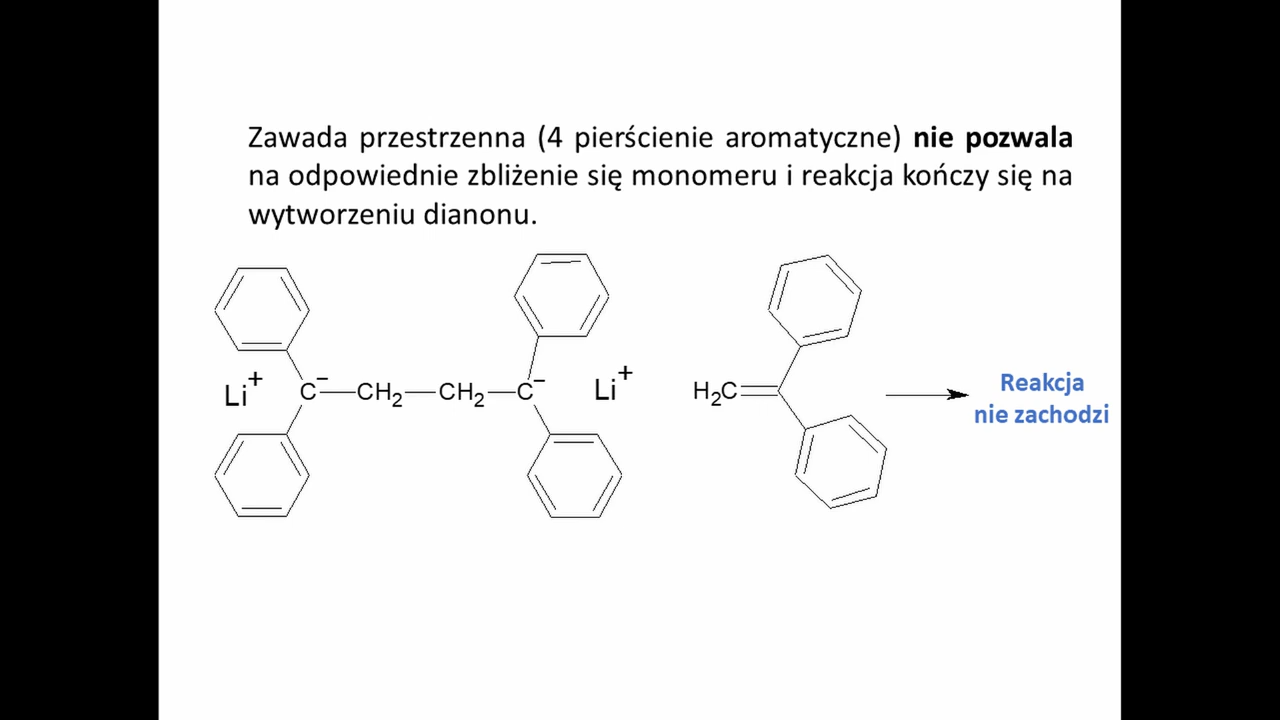 Zawada przestrzenna (4 pierścienie aromatyczne) nie pozwala
na odpowiednie zbliżenie się monomeru i reakcja kończy się na
wytworzeniu dianonu.
Li⁺ C⁻—CH₂—CH₂—C⁻ Li⁺ H₂C
Reakcja
nie zachodzi